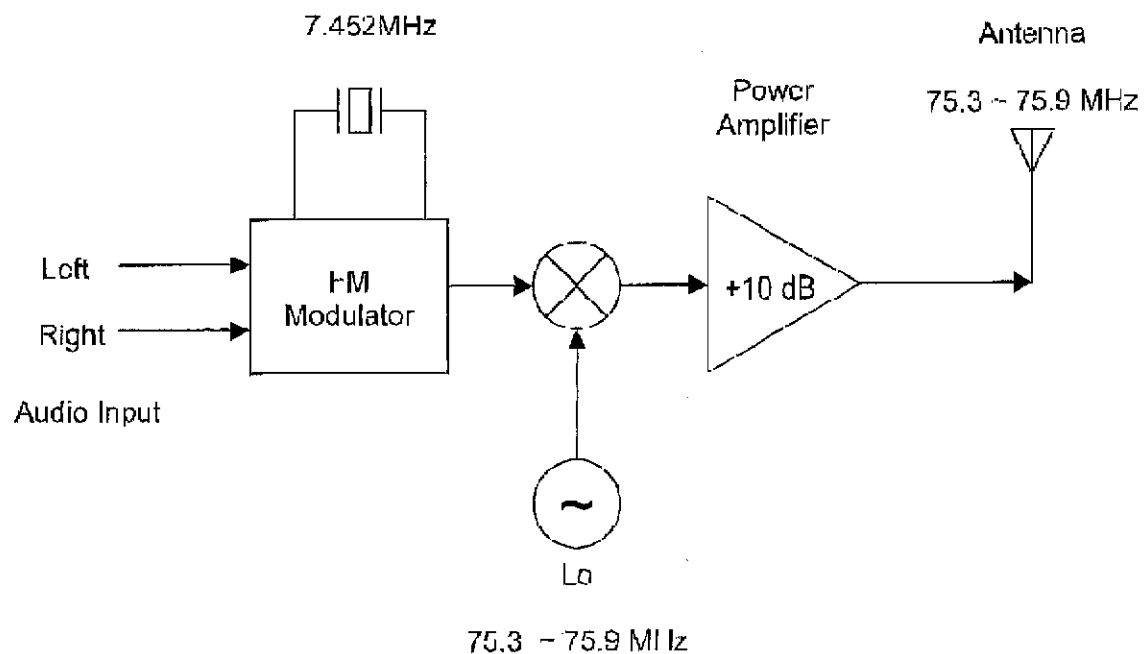 7.452MHz
Antenna
Power
Amplifier
75.3 ~ 75.9 MHz
Left
Right
FM
Modulator
+10 dB
Audio Input
~
Lo
75.3 ~ 75.9 MHz